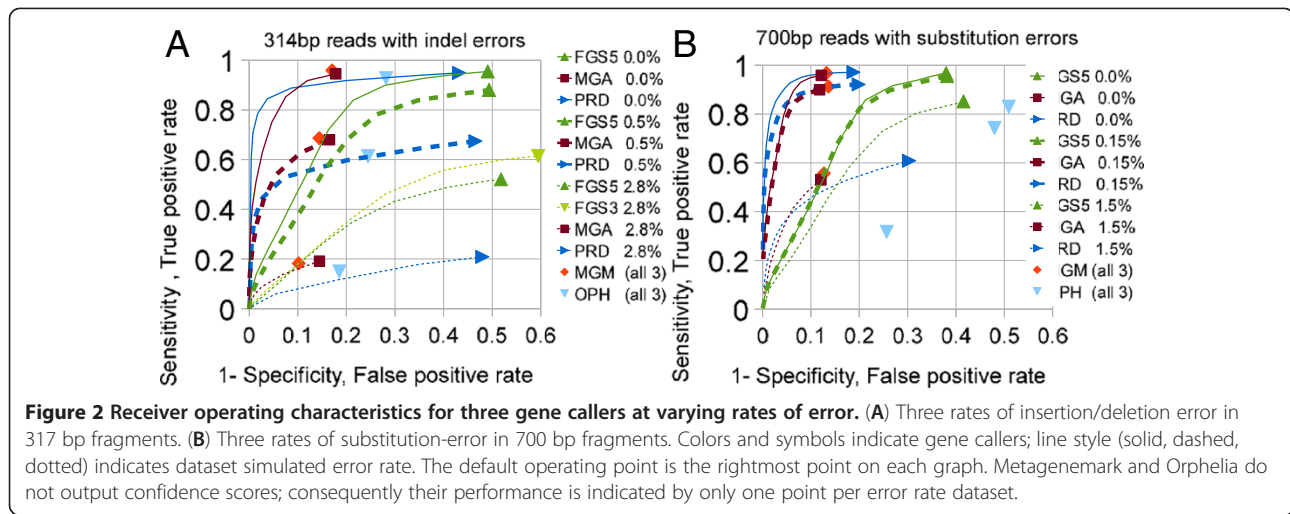 A
314bp reads with indel errors
Sensitivity , True positive rate
1
0.8
0.6
0.4
0.2
0
0 0.1 0.2 0.3 0.4 0.5 0.6
1- Specificity, False positive rate
FGS5 0.0%
MGA 0.0%
PRD 0.0%
FGS5 0.5%
MGA 0.5%
PRD 0.5%
FGS5 2.8%
FGS3 2.8%
MGA 2.8%
PRD 2.8%
MGM (all 3)
OPH (all 3)
B
700bp reads with substitution errors
Sensitivity, True positive rate
1
0.8
0.6
0.4
0.2
0
0 0.1 0.2 0.3 0.4 0.5 0.6
1- Specificity, False positive rate
GS5 0.0%
GA 0.0%
RD 0.0%
GS5 0.15%
GA 0.15%
RD 0.15%
GS5 1.5%
GA 1.5%
RD 1.5%
GM (all 3)
PH (all 3)
Figure 2 Receiver operating characteristics for three gene callers at varying rates of error. (A) Three rates of insertion/deletion error in
317 bp fragments. (B) Three rates of substitution-error in 700 bp fragments. Colors and symbols indicate gene callers; line style (solid, dashed,
dotted) indicates dataset simulated error rate. The default operating point is the rightmost point on each graph. Metagenemark and Orphelia do
not output confidence scores; consequently their performance is indicated by only one point per error rate dataset.